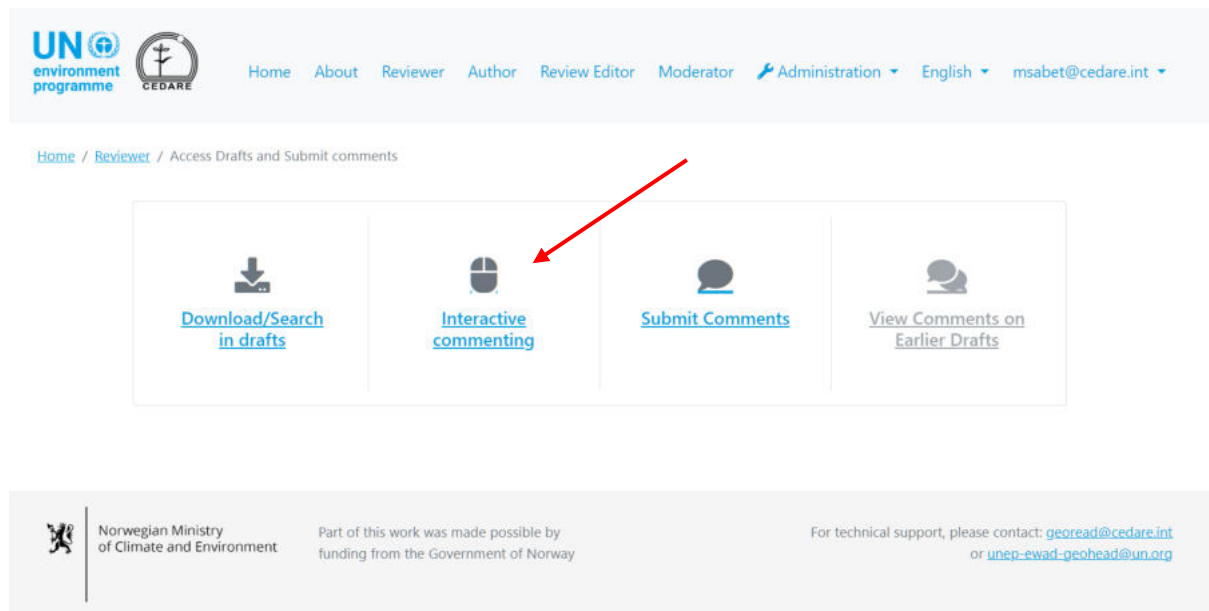 UN
environment
programme
CEDARE
Home About Reviewer Author Review Editor Moderator Administration English msabet@cedare.int
Home / Reviewer / Access Drafts and Submit comments
Download/Search
in drafts
Interactive
commenting
Submit Comments
View Comments on
Earlier Drafts
Norwegian Ministry
of Climate and Environment
Part of this work was made possible by
funding from the Government of Norway
For technical support, please contact: georead@cedare.int
or unep-ewad-geohead@un.org